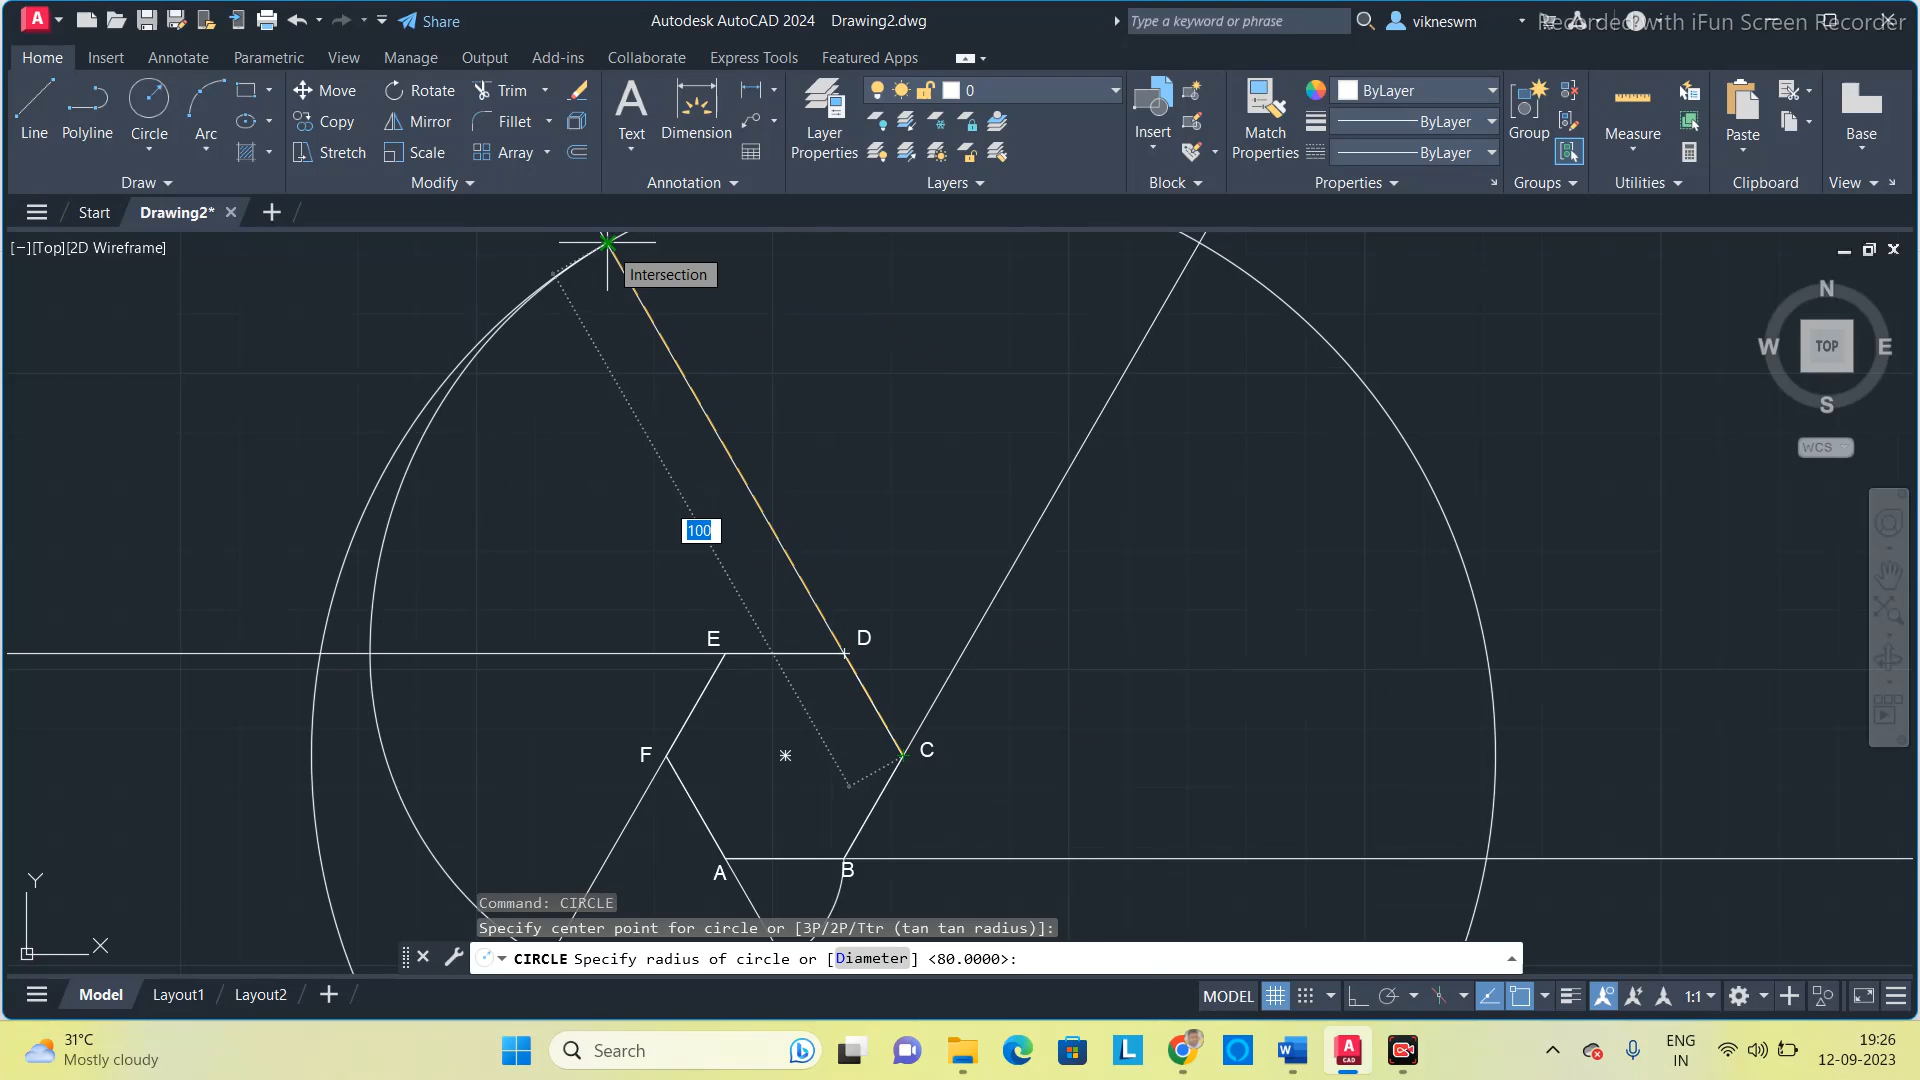 Share
Autodesk AutoCAD 2024 Drawing2.dwg
Type a keyword or phrase
vikneswm
Recorded with iFun Screen Recorder
Home Insert Annotate Parametric View Manage Output Add-ins Collaborate Express Tools Featured Apps
Line Polyline Circle Arc
Move Rotate Trim
Copy Mirror Fillet
Stretch Scale Array
Text Dimension
Layer Properties
0
Insert
Match Properties
ByLayer
ByLayer
ByLayer
Group
Measure
Paste
Base
Draw Modify Annotation Layers Block Properties Groups Utilities Clipboard View
Start Drawing2*
[−][Top][2D Wireframe]
Intersection
N
W TOP E
S
WCS
100
E D
F C
A B
Y
X
Command: CIRCLE
Specify center point for circle or [3P/2P/Ttr (tan tan radius)]:
CIRCLE Specify radius of circle or [Diameter] <80.0000>:
Model Layout1 Layout2
MODEL 1:1
31°C
Mostly cloudy
Search
ENG
IN
19:26
12-09-2023